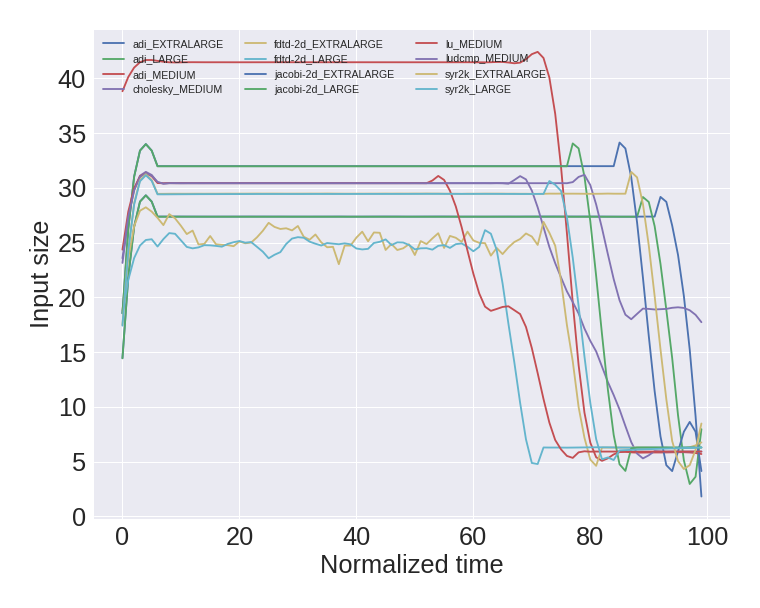 adi_EXTRALARGE fdtd-2d_EXTRALARGE lu_MEDIUM
adi_LARGE fdtd-2d_LARGE ludcmp_MEDIUM
adi_MEDIUM jacobi-2d_EXTRALARGE syr2k_EXTRALARGE
cholesky_MEDIUM jacobi-2d_LARGE syr2k_LARGE
40
35
30
25
20
15
10
5
0
Input size
0 20 40 60 80 100
Normalized time